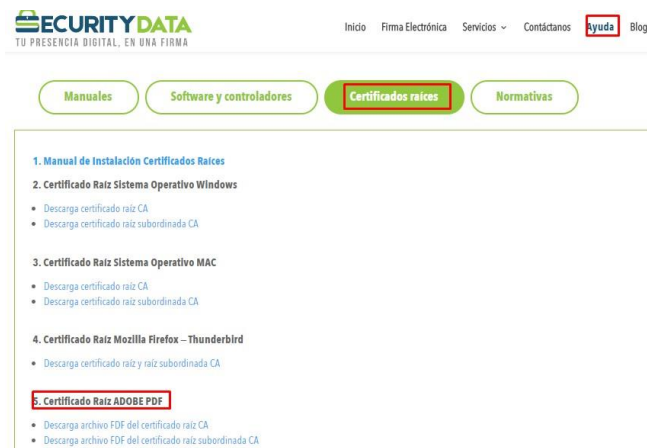 SECURITYDATA
TU PRESENCIA DIGITAL, EN UNA FIRMA
Inicio Firma Electrónica Servicios Contáctanos Ayuda Blog
Manuales Software y controladores Certificados raíces Normativas
1. Manual de Instalación Certificados Raíces
2. Certificado Raíz Sistema Operativo Windows
Descarga certificado raíz CA
Descarga certificado raíz subordinada CA
3. Certificado Raíz Sistema Operativo MAC
Descarga certificado raíz CA
Descarga certificado raíz subordinada CA
4. Certificado Raíz Mozilla Firefox – Thunderbird
Descarga certificado raíz y raíz subordinada CA
5. Certificado Raíz ADOBE PDF
Descarga archivo FDF del certificado raíz CA
Descarga archivo FDF del certificado raíz subordinada CA